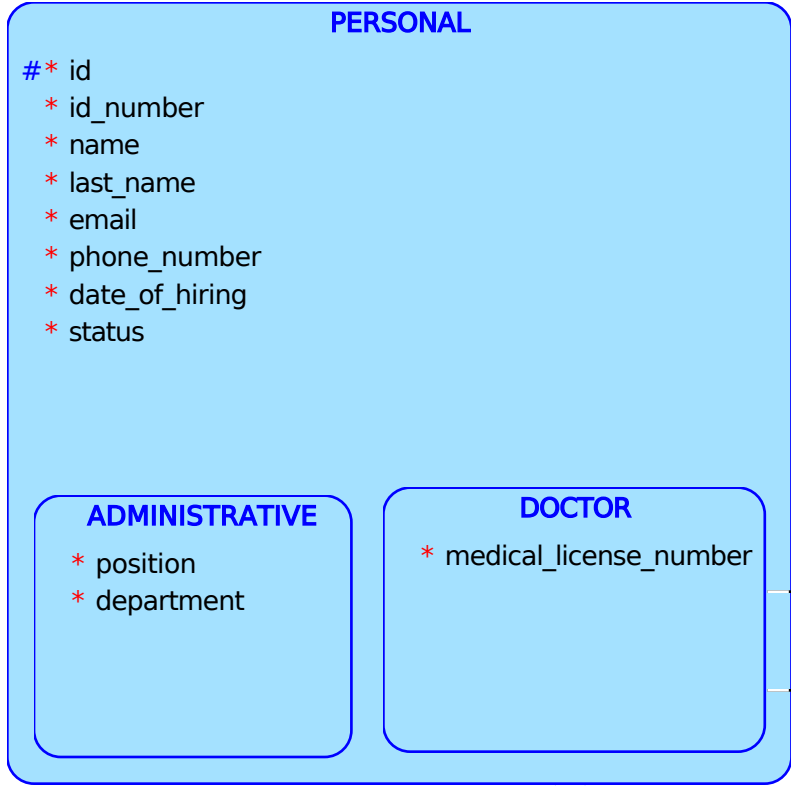 PERSONAL
#* id
* id_number
* name
* last_name
* email
* phone_number
* date_of_hiring
* status
ADMINISTRATIVE
* position
* department
DOCTOR
* medical_license_number